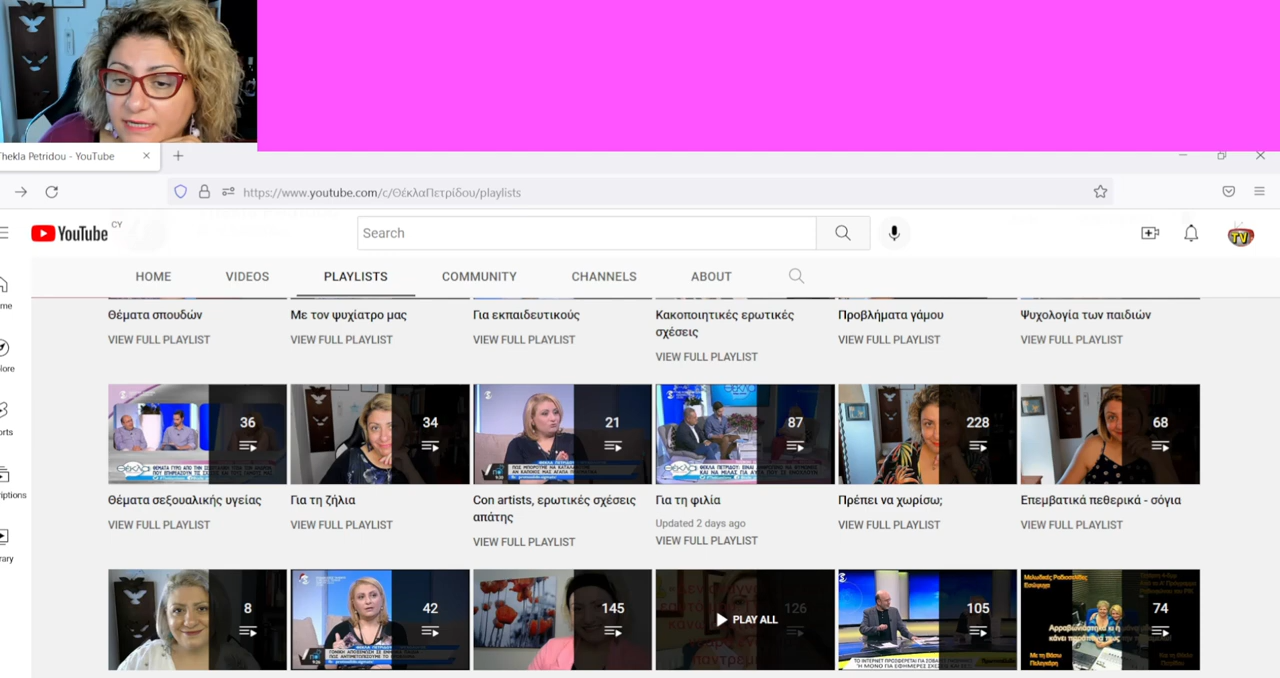 Thekla Petridou - YouTube
https://www.youtube.com/c/ΘέκλαΠετρίδου/playlists
YouTube CY
Search
TV
HOME VIDEOS PLAYLISTS COMMUNITY CHANNELS ABOUT
Θέματα σπουδών
VIEW FULL PLAYLIST
Με τον ψυχίατρο μας
VIEW FULL PLAYLIST
Για εκπαιδευτικούς
VIEW FULL PLAYLIST
Κακοποιητικές ερωτικές
σχέσεις
VIEW FULL PLAYLIST
Προβλήματα γάμου
VIEW FULL PLAYLIST
Ψυχολογία των παιδιών
VIEW FULL PLAYLIST
36
Θέματα σεξουαλικής υγείας
VIEW FULL PLAYLIST
34
Για τη ζήλια
VIEW FULL PLAYLIST
21
Con artists, ερωτικές σχέσεις
απάτης
VIEW FULL PLAYLIST
87
Για τη φιλία
Updated 2 days ago
VIEW FULL PLAYLIST
228
Πρέπει να χωρίσω;
VIEW FULL PLAYLIST
68
Επεμβατικά πεθερικά - σόγια
VIEW FULL PLAYLIST
8
42
145
PLAY ALL 126
105
74